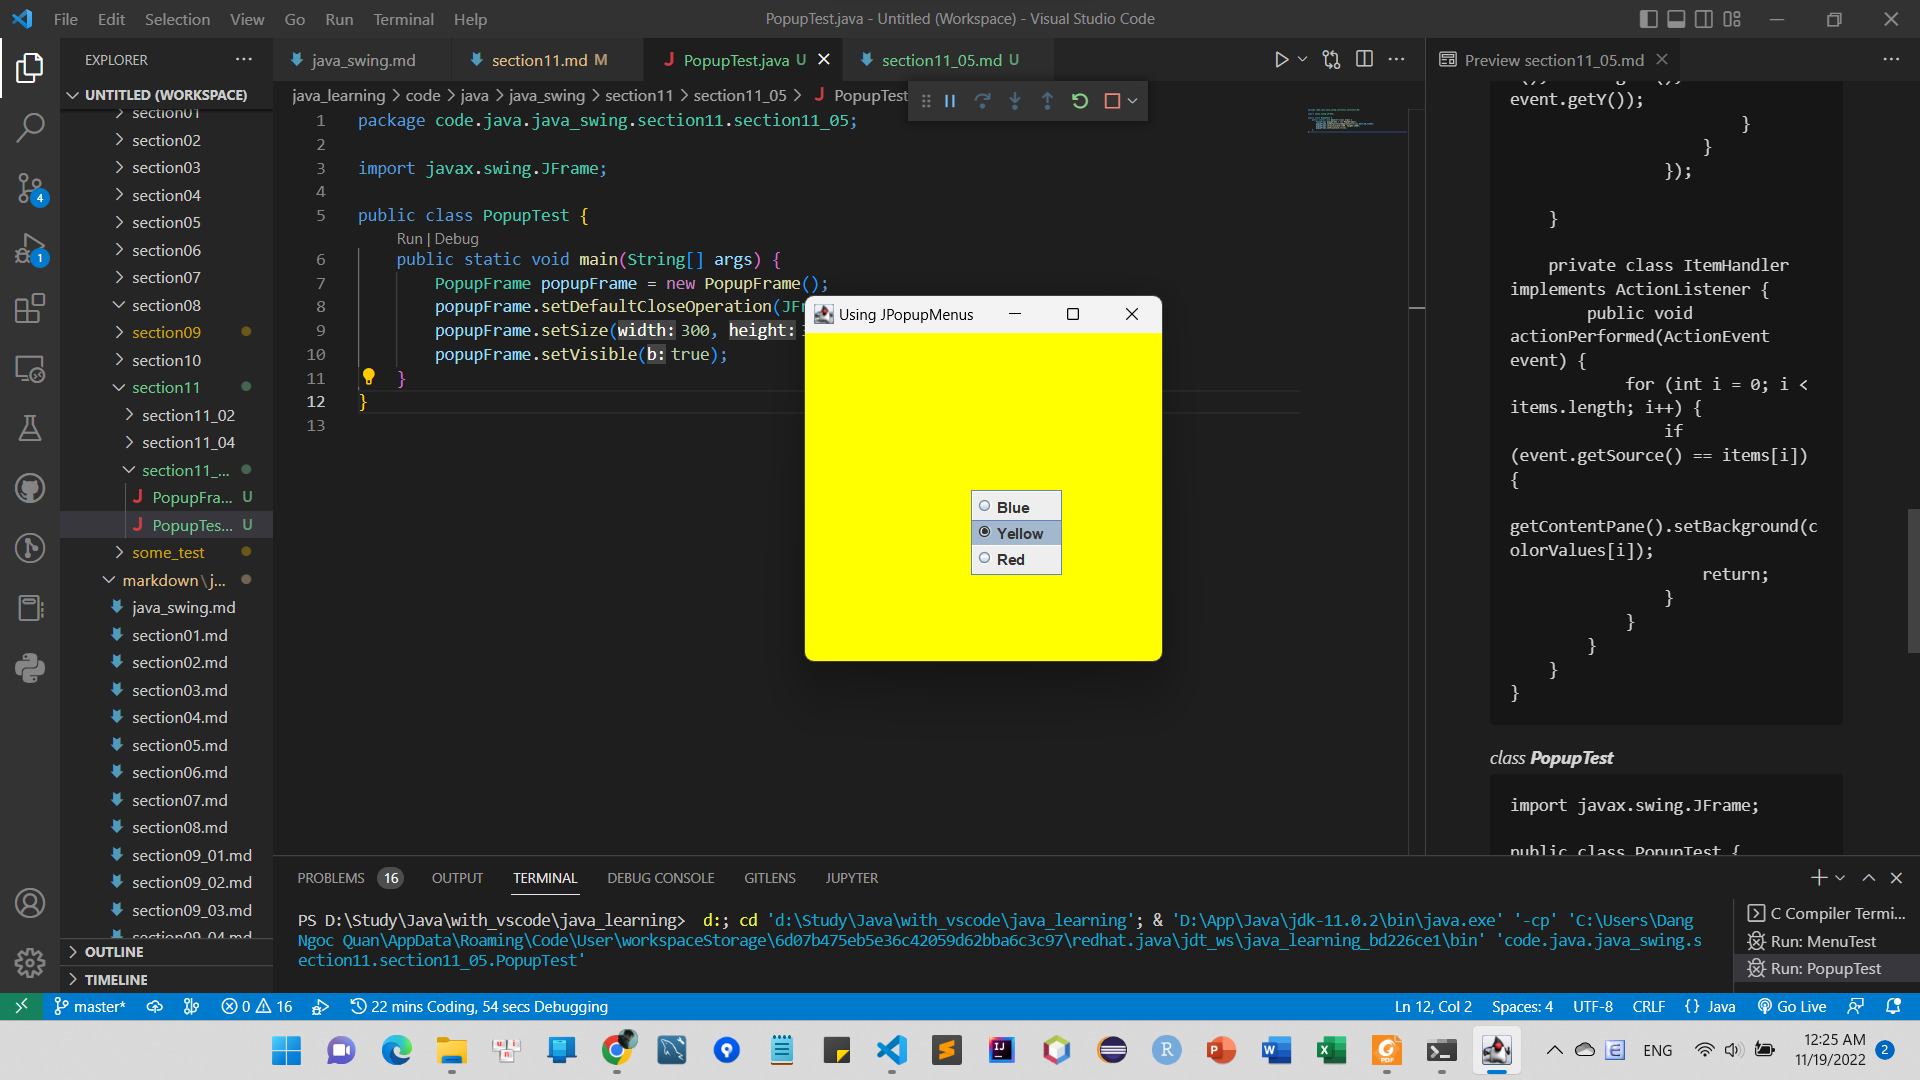 File Edit Selection View Go Run Terminal Help
PopupTest.java - Untitled (Workspace) - Visual Studio Code
EXPLORER
UNTITLED (WORKSPACE)
section01
section02
section03
section04
section05
section06
section07
section08
section09
section10
section11
section11_02
section11_04
section11_...
J PopupFra... U
J PopupTes... U
some_test
markdown\j...
java_swing.md
section01.md
section02.md
section03.md
section04.md
section05.md
section06.md
section07.md
section08.md
section09_01.md
section09_02.md
section09_03.md
section09_04.md
OUTLINE
TIMELINE
4
1
java_swing.md
section11.md M
J PopupTest.java U
section11_05.md U
java_learning > code > java > java_swing > section11 > section11_05 > J PopupTest
1 package code.java.java_swing.section11.section11_05;
2
3 import javax.swing.JFrame;
4
5 public class PopupTest {
Run | Debug
6 public static void main(String[] args) {
7 PopupFrame popupFrame = new PopupFrame();
8 popupFrame.setDefaultCloseOperation(JFr
9 popupFrame.setSize(width: 300, height: 3
10 popupFrame.setVisible(b: true);
11 }
12 }
13
Using JPopupMenus
Blue
Yellow
Red
Preview section11_05.md
event.getY());
}
}
});
}
private class ItemHandler
implements ActionListener {
public void
actionPerformed(ActionEvent
event) {
for (int i = 0; i <
items.length; i++) {
if
(event.getSource() == items[i])
{
getContentPane().setBackground(c
olorValues[i]);
return;
}
}
}
}
}
class PopupTest
import javax.swing.JFrame;
public class PopupTest {
PROBLEMS 16 OUTPUT TERMINAL DEBUG CONSOLE GITLENS JUPYTER
PS D:\Study\Java\with_vscode\java_learning> d:; cd 'd:\Study\Java\with_vscode\java_learning'; & 'D:\App\Java\jdk-11.0.2\bin\java.exe' '-cp' 'C:\Users\Dang
Ngoc Quan\AppData\Roaming\Code\User\workspaceStorage\6d07b475eb5e36c42059d62bba6c3c97\redhat.java\jdt_ws\java_learning_bd226ce1\bin' 'code.java.java_swing.s
ection11.section11_05.PopupTest'
C Compiler Termi...
Run: MenuTest
Run: PopupTest
master* 0 16 22 mins Coding, 54 secs Debugging
Ln 12, Col 2 Spaces: 4 UTF-8 CRLF {} Java Go Live
ENG
12:25 AM
11/19/2022
2